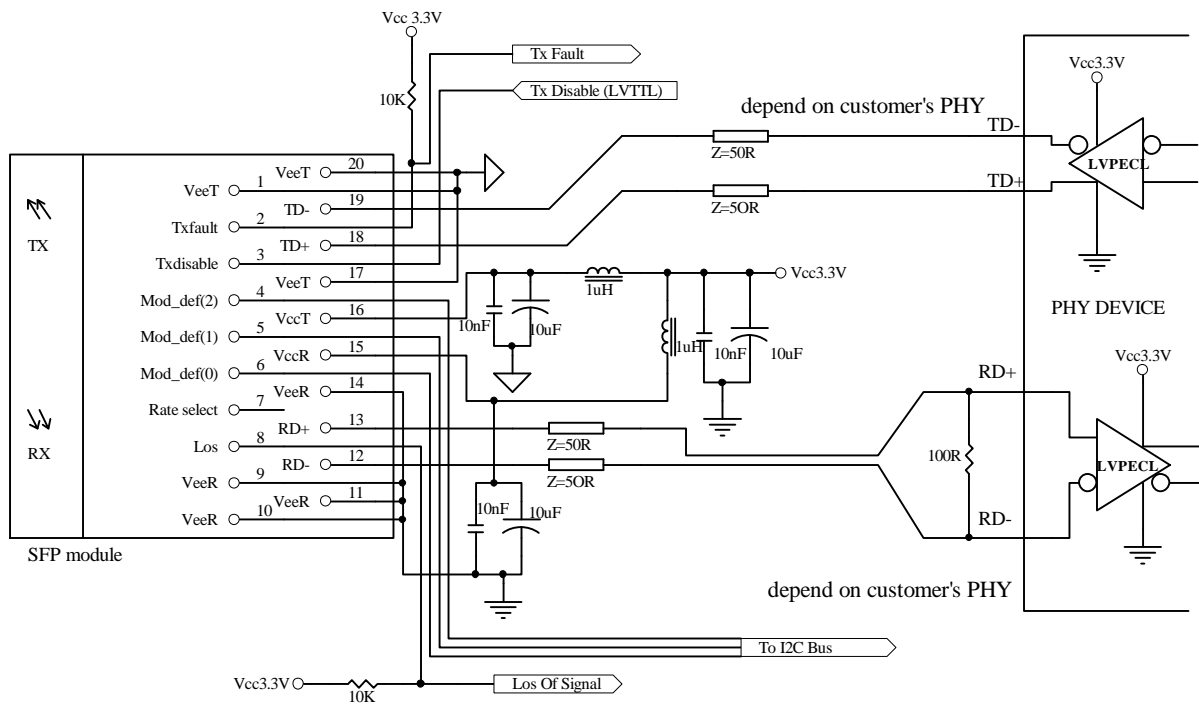 Vcc 3.3V
Tx Fault
Vcc3.3V
10K
Tx Disable (LVTTL)
depend on customer's PHY
TD-
Z=50R
LVPECL
VeeT
20
VeeT
1
TD-
19
TD+
Z=5OR
TX
Txfault
2
TD+
18
Txdisable
3
VeeT
17
Vcc3.3V
1uH
Mod_def(2)
4
VccT
16
10nF
10uF
PHY DEVICE
Mod_def(1)
5
VccR
15
1uH
10nF
10uF
Vcc3.3V
Mod_def(0)
6
VeeR
14
RD+
Rate select
7
RD+
13
Z=50R
RX
Los
8
RD-
12
Z=5OR
100R
LVPECL
VeeR
9
VeeR
11
10nF
10uF
VeeR
10
RD-
SFP module
depend on customer's PHY
To I2C Bus
Vcc3.3V
10K
Los Of Signal